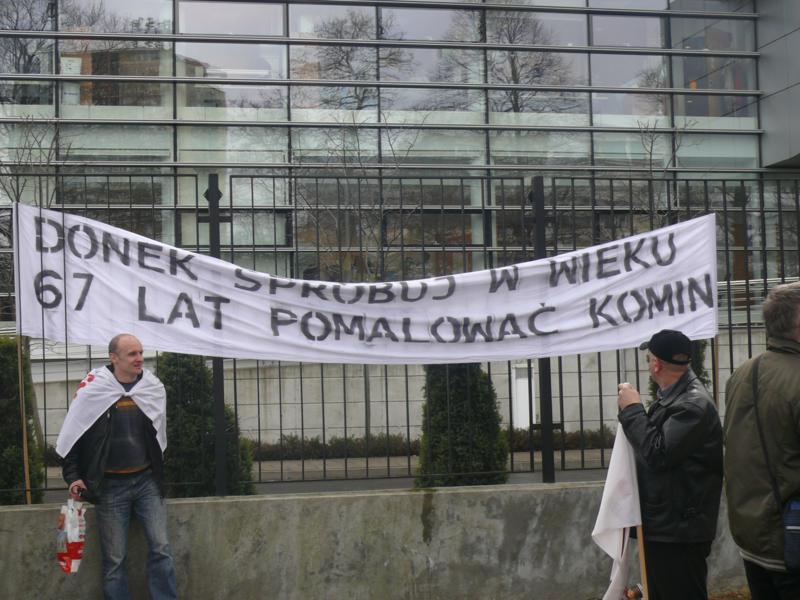 DONEK SPRÓBUJ W WIEKU
67 LAT POMALOWAĆ KOMIN